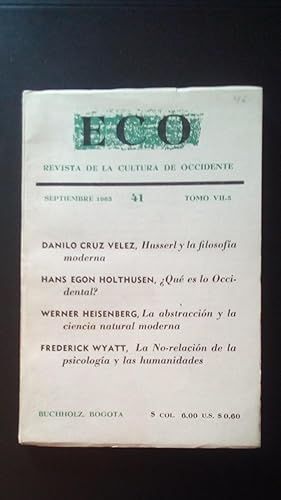 ECO
REVISTA DE LA CULTURA DE OCCIDENTE
SEPTIEMBRE 1963 41 TOMO VII-5
DANILO CRUZ VELEZ, Husserl y la filosofía
moderna
HANS EGON HOLTHUSEN, ¿Qué es lo Occi-
dental?
WERNER HEISENBERG, La abstracción y la
ciencia natural moderna
FREDERICK WYATT, La No-relación de la
psicología y las humanidades
BUCHHOLZ, BOGOTA $ COL. 6.00 U.S. $ 0.60